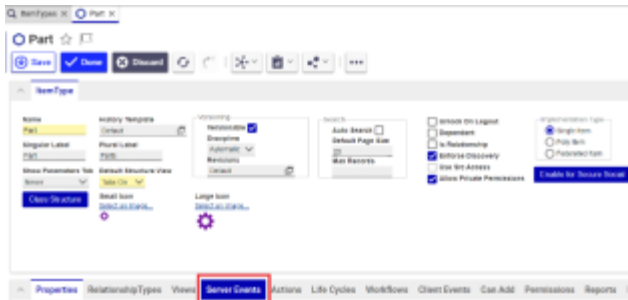 ItemTypes × Part ×
Part
Save Done Discard
ItemType
Name
Part
History Template
Default
Versioning
Versionable
Discipline
Automatic
Revisions
Default
Search
Auto Search
Default Page Size
Max Records
Unlock On Logout
Dependent
Is Relationship
Enforce Discovery
Use Src Access
Allow Private Permissions
Implementation Type
Single Item
Poly Item
Federated Item
Enable for Secure Social
Singular Label
Part
Plural Label
Parts
Show Parameters Tab
Default Structure View
Class Structure
Small Icon
Select an image...
Large Icon
Select an image...
Properties RelationshipTypes Views Server Events Actions Life Cycles Workflows Client Events Can Add Permissions Reports